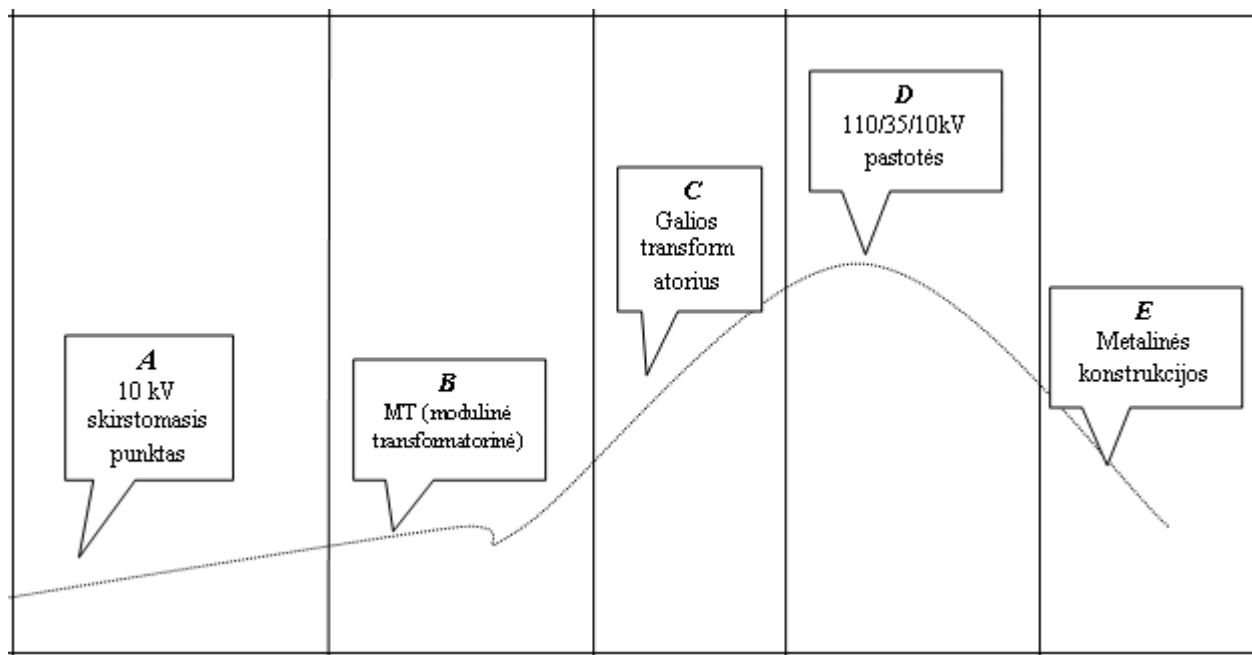 A
10 kV
skirstomasis
punktas
B
MT (modulinė
transformatorinė)
C
Galios
transform
atorius
D
110/35/10kV
pastotės
E
Metalinės
konstrukcijos